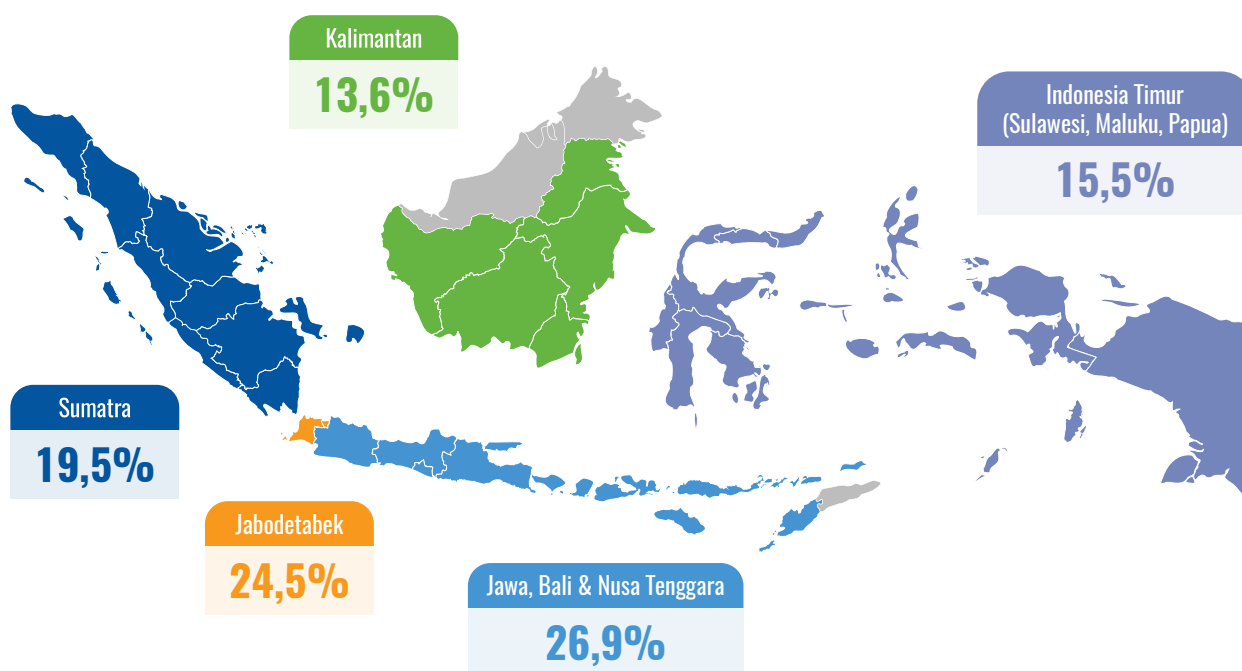 Kalimantan
13,6%
Indonesia Timur
(Sulawesi, Maluku, Papua)
15,5%
Sumatra
19,5%
Jabodetabek
24,5%
Jawa, Bali & Nusa Tenggara
26,9%